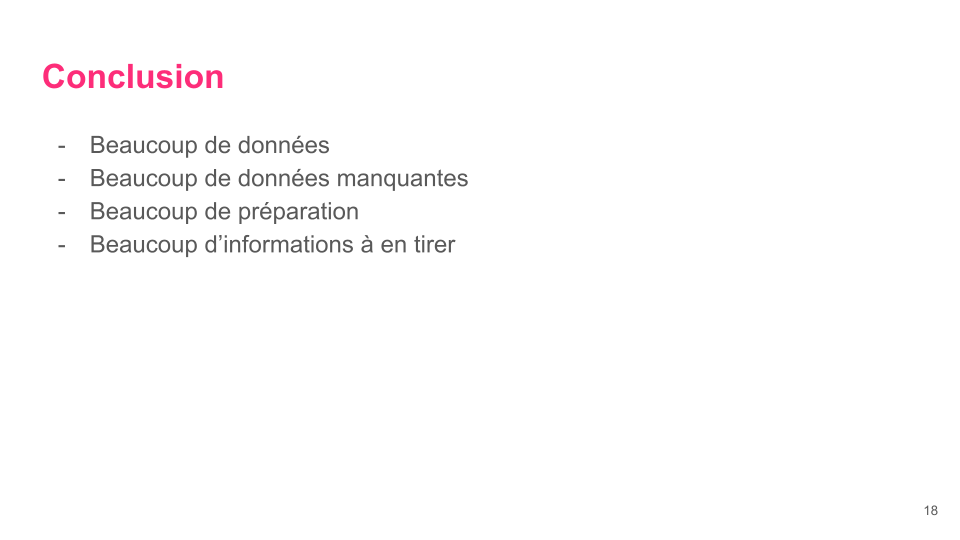 Conclusion
- Beaucoup de données
- Beaucoup de données manquantes
- Beaucoup de préparation
- Beaucoup d’informations à en tirer
18